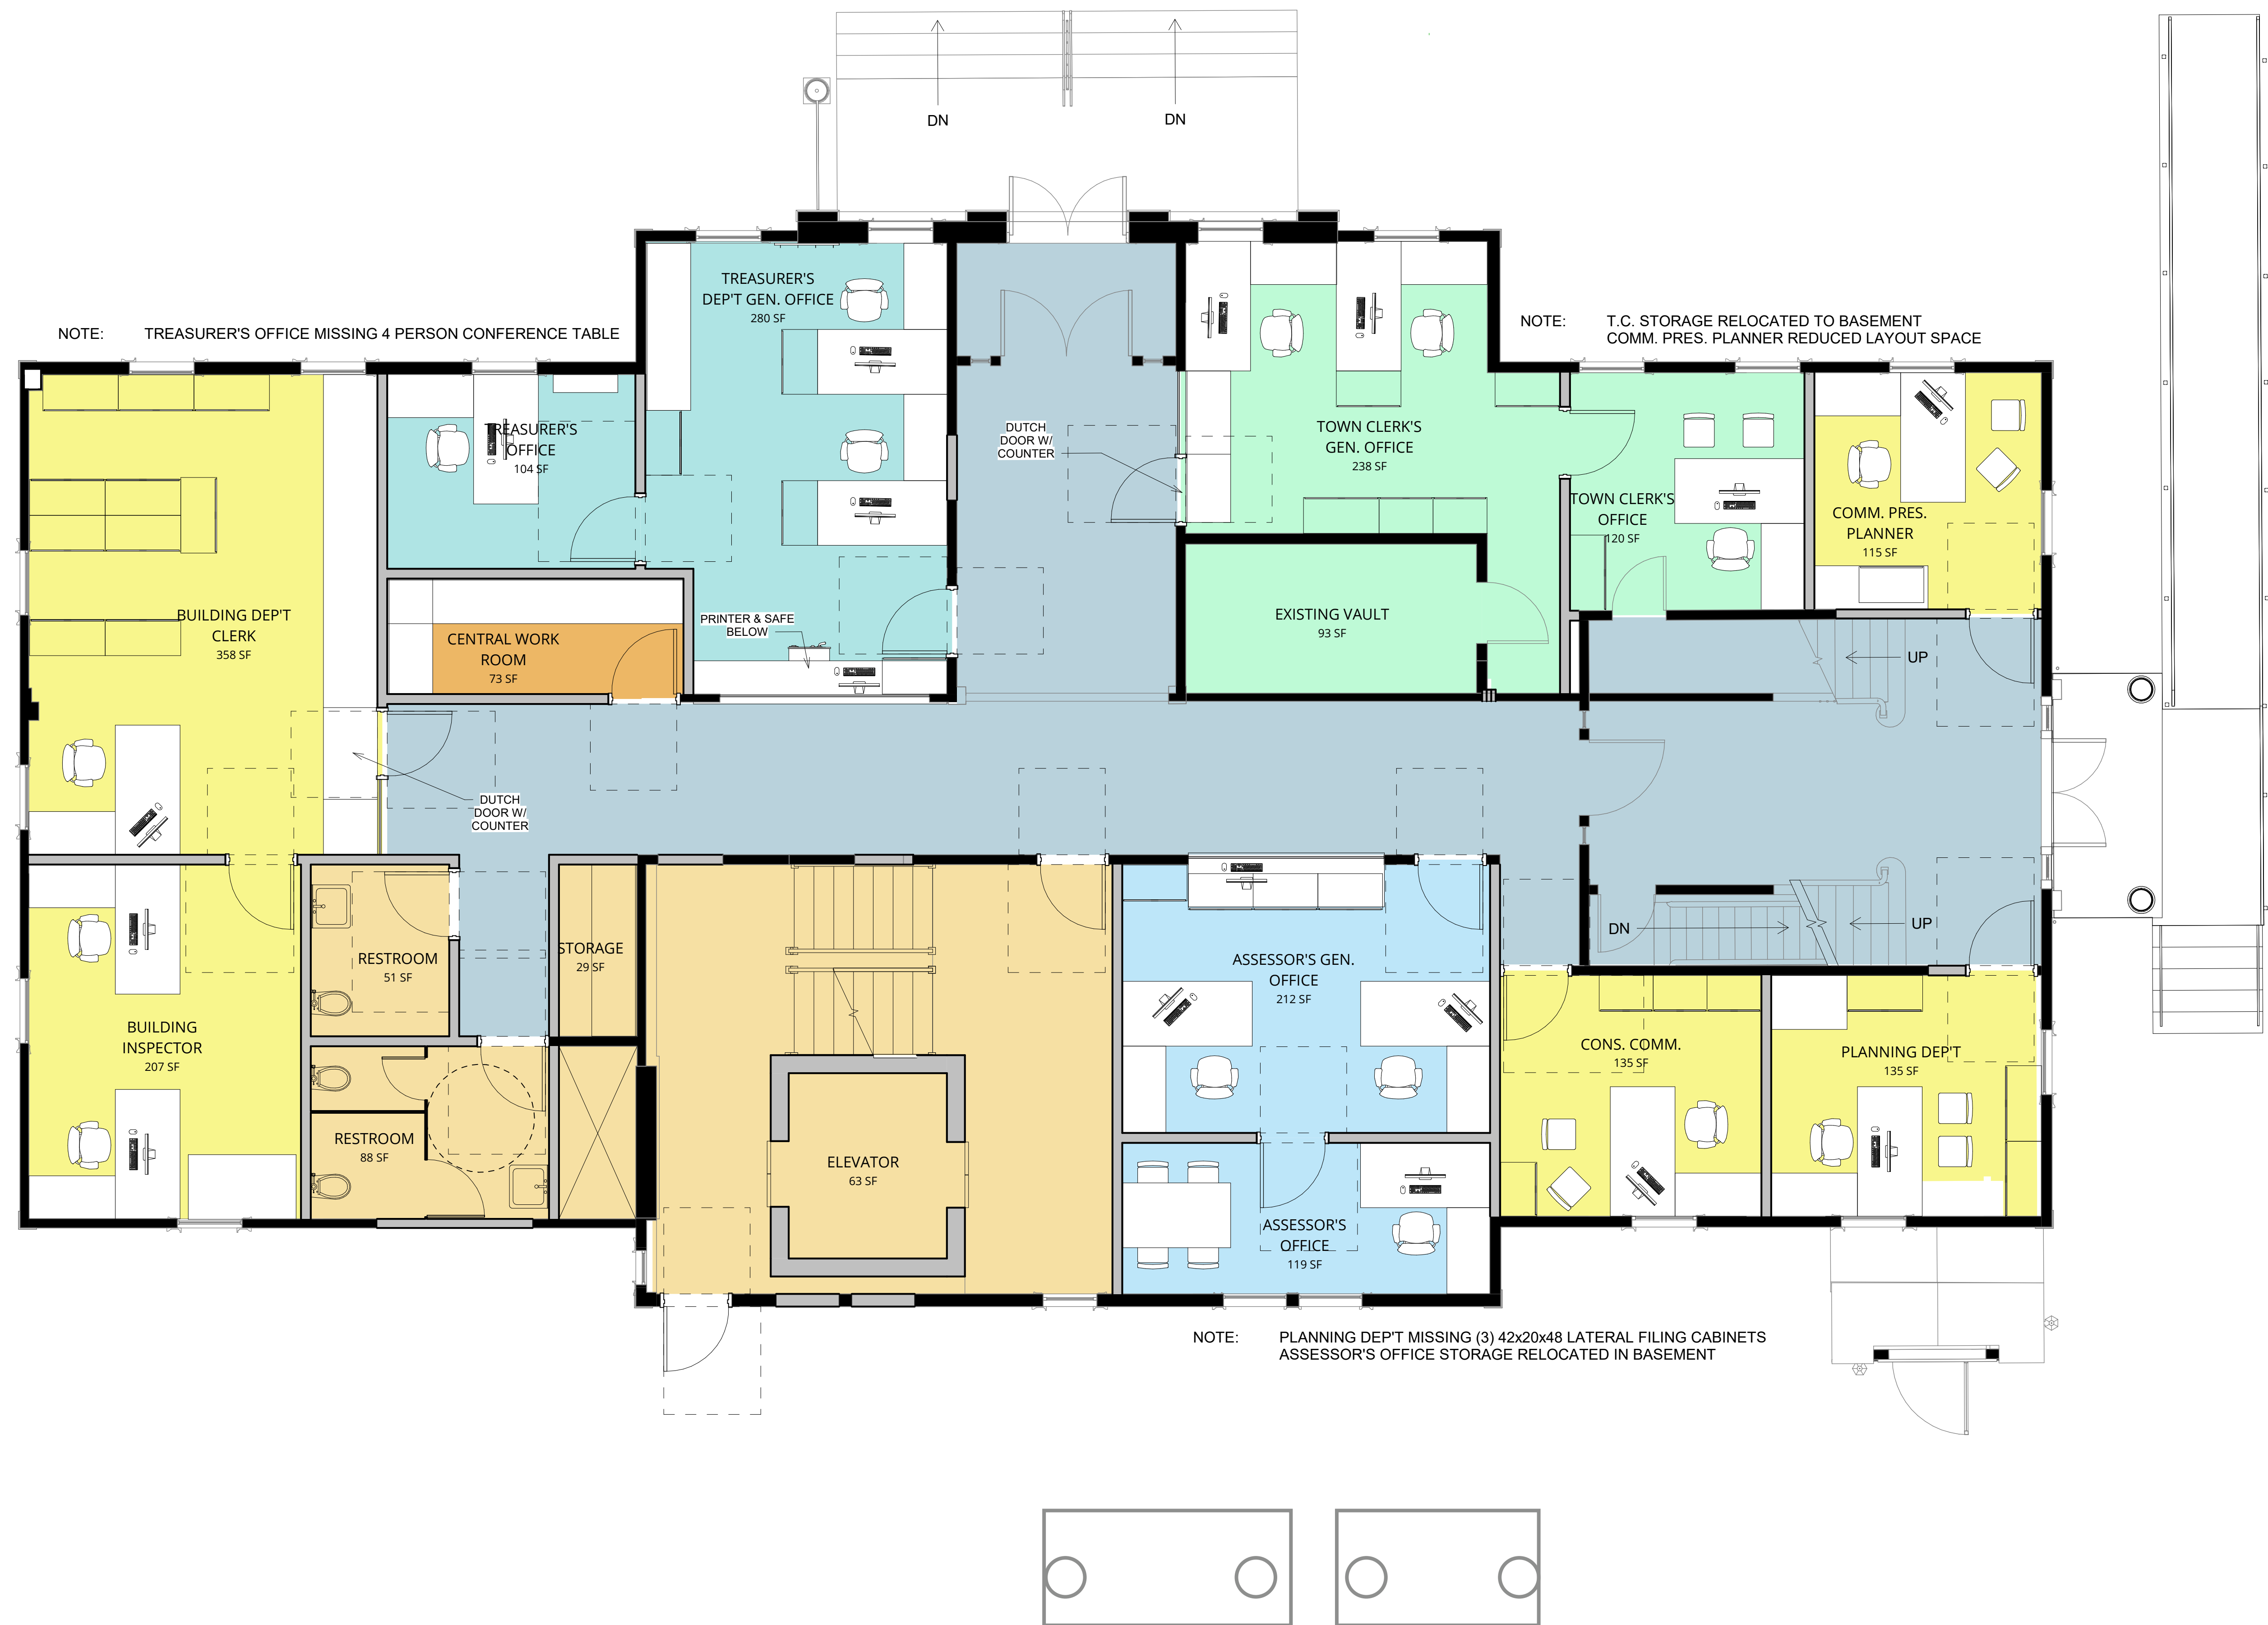 DN
DN
TREASURER'S
DEP'T GEN. OFFICE
280 SF
NOTE: TREASURER'S OFFICE MISSING 4 PERSON CONFERENCE TABLE
NOTE: T.C. STORAGE RELOCATED TO BASEMENT
COMM. PRES. PLANNER REDUCED LAYOUT SPACE
TREASURER'S
OFFICE
104 SF
DUTCH
DOOR W/
COUNTER
TOWN CLERK'S
GEN. OFFICE
238 SF
TOWN CLERK'S
OFFICE
120 SF
COMM. PRES.
PLANNER
115 SF
BUILDING DEP'T
CLERK
358 SF
CENTRAL WORK
ROOM
73 SF
PRINTER & SAFE
BELOW
EXISTING VAULT
93 SF
UP
DUTCH
DOOR W/
COUNTER
RESTROOM
51 SF
STORAGE
29 SF
ASSESSOR'S GEN.
OFFICE
212 SF
DN
UP
BUILDING
INSPECTOR
207 SF
CONS. COMM.
135 SF
PLANNING DEP'T
135 SF
RESTROOM
88 SF
ELEVATOR
63 SF
ASSESSOR'S
OFFICE
119 SF
NOTE: PLANNING DEP'T MISSING (3) 42x20x48 LATERAL FILING CABINETS
ASSESSOR'S OFFICE STORAGE RELOCATED IN BASEMENT